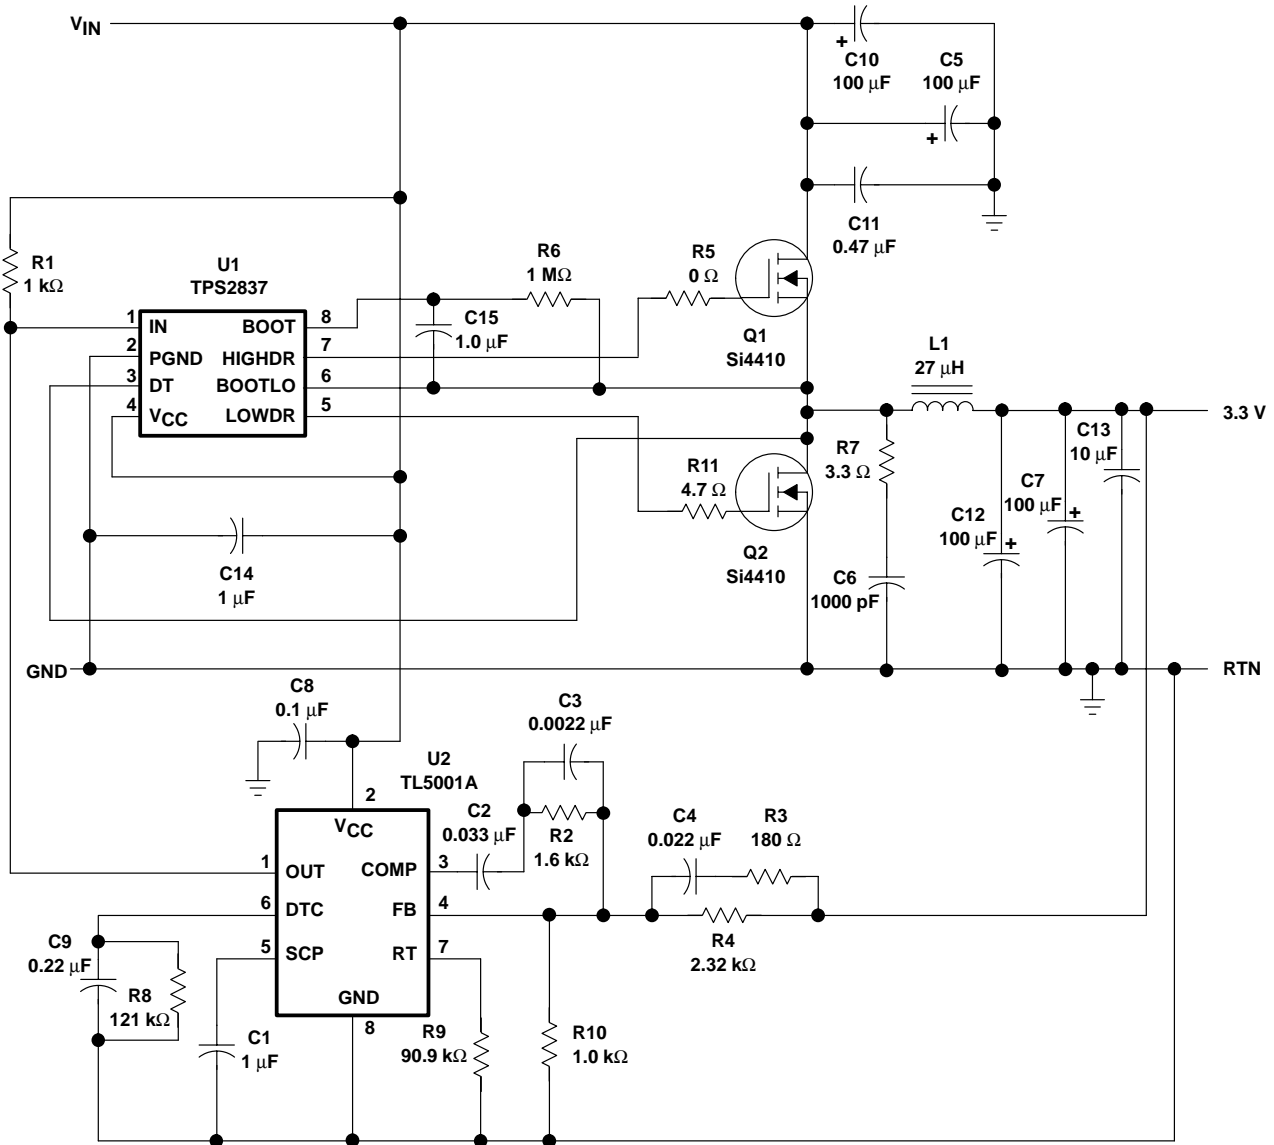 VIN
+
C10
100 μF
C5
100 μF
+
C11
0.47 μF
R1
1 kΩ
U1
TPS2837
1
IN
BOOT
8
2
PGND
HIGHDR
7
3
DT
BOOTLO
6
4
VCC
LOWDR
5
R6
1 MΩ
C15
1.0 μF
R5
0 Ω
Q1
Si4410
L1
27 μH
3.3 V
R11
4.7 Ω
Q2
Si4410
R7
3.3 Ω
C6
1000 pF
C13
10 μF
C7
100 μF
+
C12
100 μF
+
C14
1 μF
GND
RTN
C8
0.1 μF
U2
TL5001A
2
VCC
1
OUT
COMP
3
6
DTC
FB
4
5
SCP
RT
7
GND
8
C3
0.0022 μF
C2
0.033 μF
R2
1.6 kΩ
C4
0.022 μF
R3
180 Ω
R4
2.32 kΩ
C9
0.22 μF
R8
121 kΩ
C1
1 μF
R9
90.9 kΩ
R10
1.0 kΩ